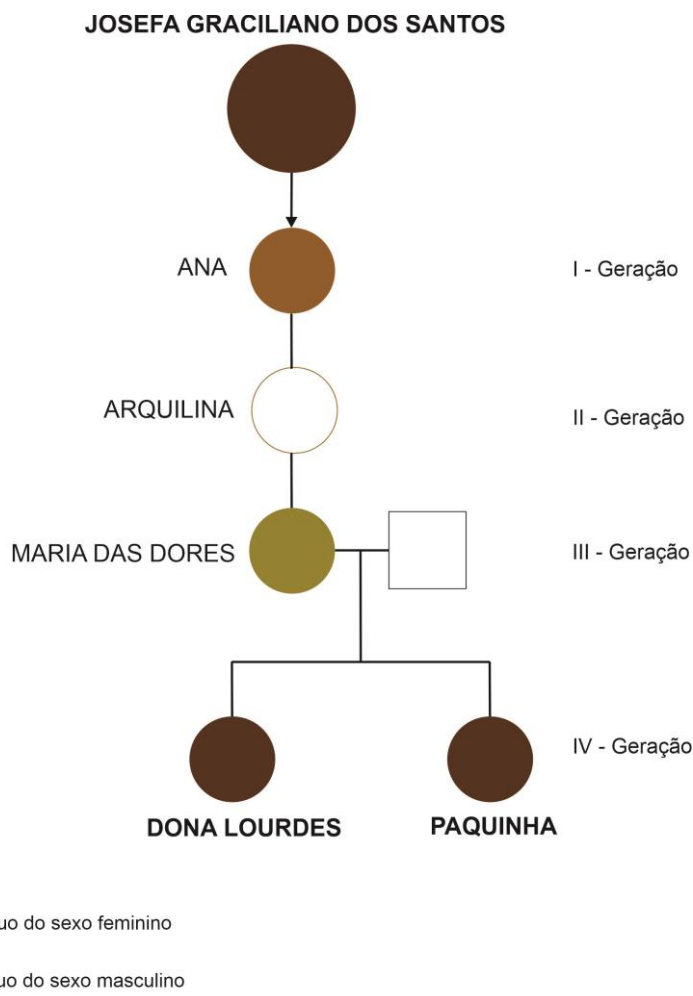 JOSEFA GRACILIANO DOS SANTOS
ANA
I - Geração
ARQUILINA
II - Geração
MARIA DAS DORES
III - Geração
IV - Geração
DONA LOURDES
PAQUINHA
uo do sexo feminino
uo do sexo masculino